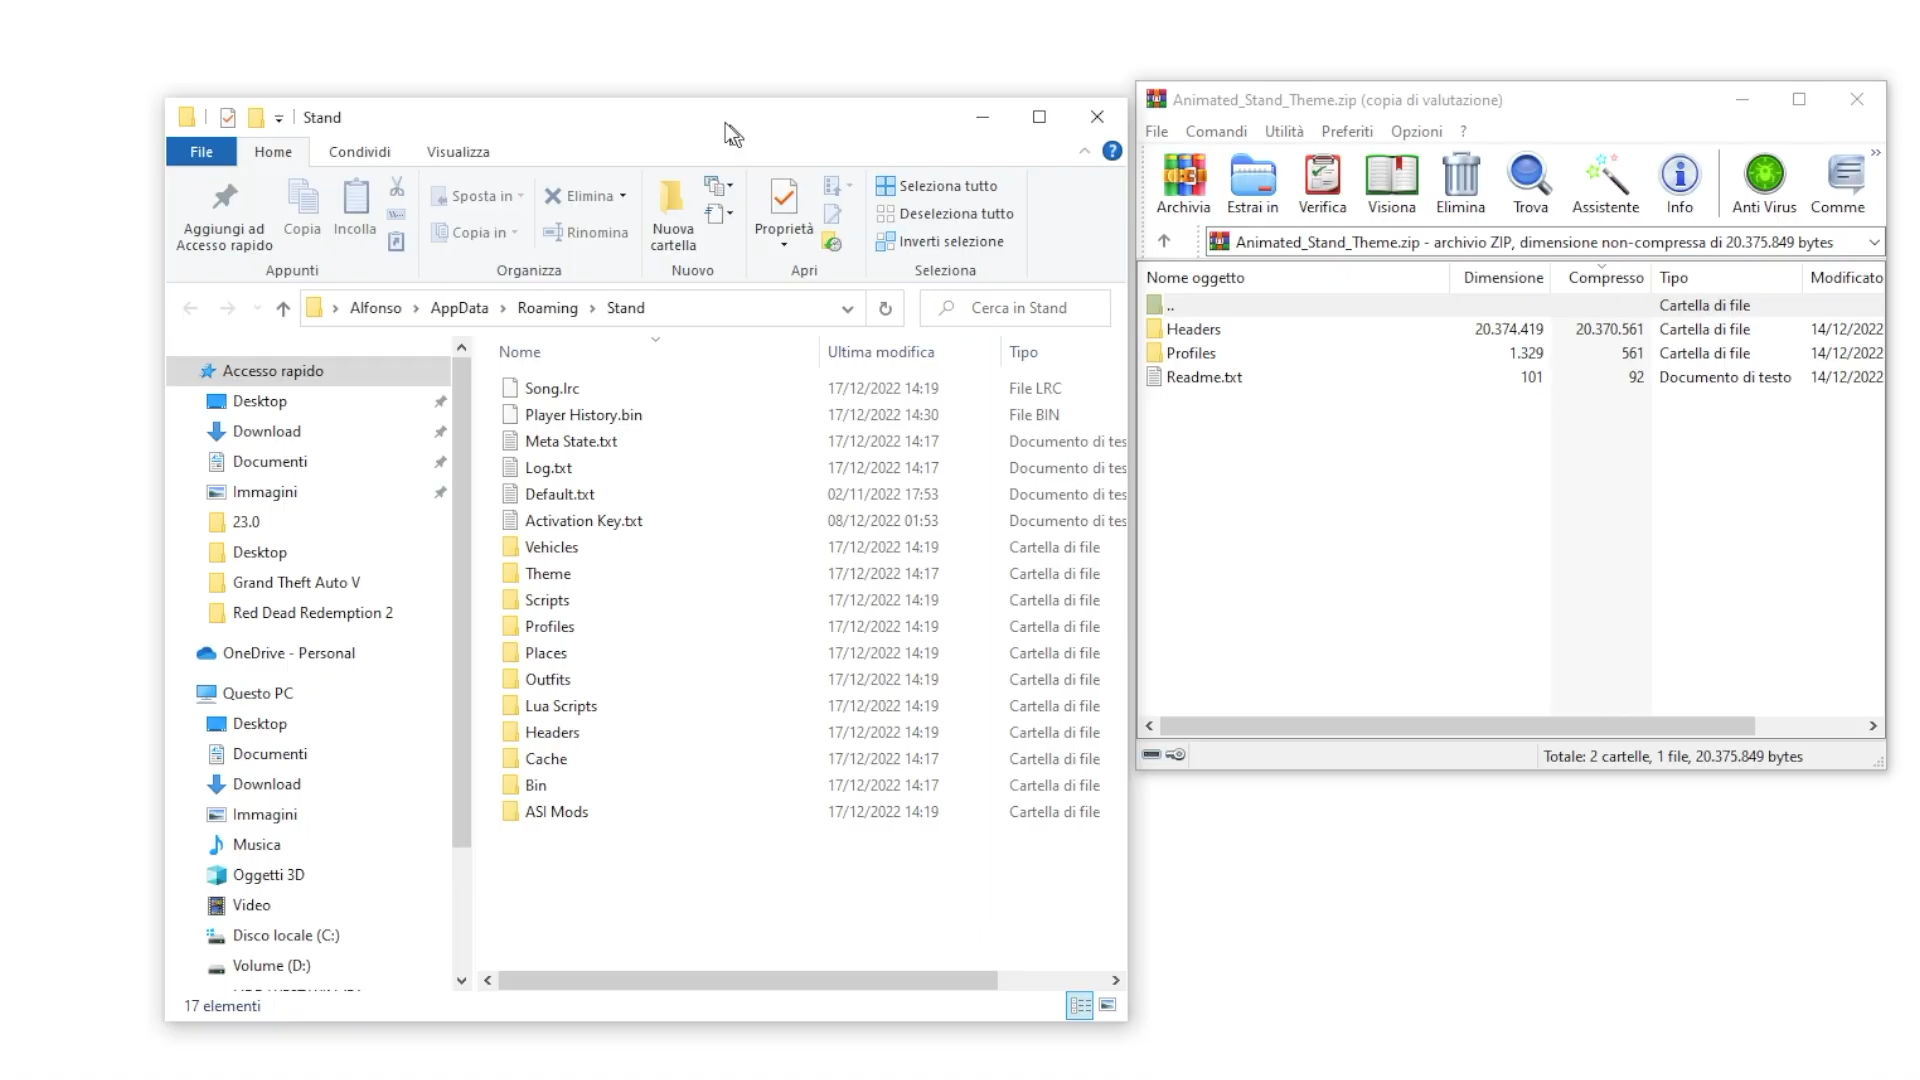 Stand
File Home Condividi Visualizza
Aggiungi ad Accesso rapido
Copia
Incolla
Appunti
Sposta in
Copia in
Elimina
Rinomina
Organizza
Nuova cartella
Nuovo
Proprietà
Apri
Seleziona tutto
Deseleziona tutto
Inverti selezione
Seleziona
Alfonso › AppData › Roaming › Stand
Cerca in Stand
Accesso rapido
Desktop
Download
Documenti
Immagini
23.0
Desktop
Grand Theft Auto V
Red Dead Redemption 2
OneDrive - Personal
Questo PC
Desktop
Documenti
Download
Immagini
Musica
Oggetti 3D
Video
Disco locale (C:)
Volume (D:)
Nome Ultima modifica Tipo
Song.lrc 17/12/2022 14:19 File LRC
Player History.bin 17/12/2022 14:30 File BIN
Meta State.txt 17/12/2022 14:17 Documento di tes
Log.txt 17/12/2022 14:17 Documento di tes
Default.txt 02/11/2022 17:53 Documento di tes
Activation Key.txt 08/12/2022 01:53 Documento di tes
Vehicles 17/12/2022 14:19 Cartella di file
Theme 17/12/2022 14:17 Cartella di file
Scripts 17/12/2022 14:19 Cartella di file
Profiles 17/12/2022 14:19 Cartella di file
Places 17/12/2022 14:19 Cartella di file
Outfits 17/12/2022 14:19 Cartella di file
Lua Scripts 17/12/2022 14:19 Cartella di file
Headers 17/12/2022 14:19 Cartella di file
Cache 17/12/2022 14:17 Cartella di file
Bin 17/12/2022 14:17 Cartella di file
ASI Mods 17/12/2022 14:19 Cartella di file
17 elementi
Animated_Stand_Theme.zip (copia di valutazione)
File Comandi Utilità Preferiti Opzioni ?
Archivia Estrai in Verifica Visiona Elimina Trova Assistente Info Anti Virus Comme
Animated_Stand_Theme.zip - archivio ZIP, dimensione non-compressa di 20.375.849 bytes
Nome oggetto Dimensione Compresso Tipo Modificato
.. Cartella di file
Headers 20.374.419 20.370.561 Cartella di file 14/12/2022
Profiles 1.329 561 Cartella di file 14/12/2022
Readme.txt 101 92 Documento di testo 14/12/2022
Totale: 2 cartelle, 1 file, 20.375.849 bytes